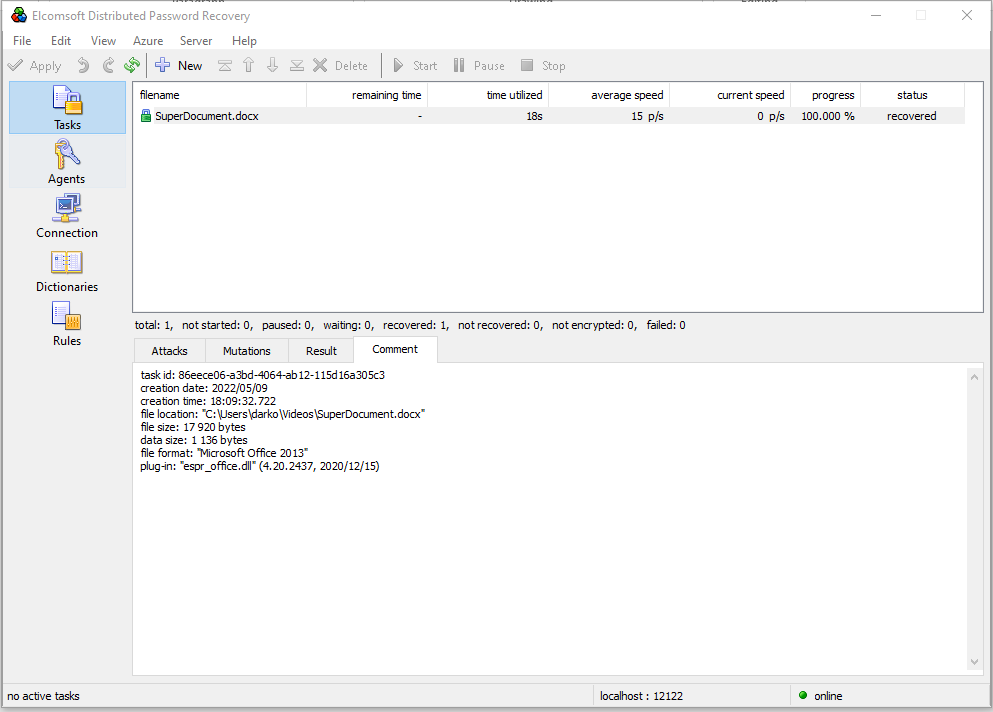 Elcomsoft Distributed Password Recovery
File Edit View Azure Server Help
Apply New Delete Start Pause Stop
Tasks
Agents
Connection
Dictionaries
Rules
filename remaining time time utilized average speed current speed progress status
SuperDocument.docx - 18s 15 p/s 0 p/s 100.000 % recovered
total: 1, not started: 0, paused: 0, waiting: 0, recovered: 1, not recovered: 0, not encrypted: 0, failed: 0
Attacks Mutations Result Comment
task id: 86eece06-a3bd-4064-ab12-115d16a305c3
creation date: 2022/05/09
creation time: 18:09:32.722
file location: "C:\Users\darko\Videos\SuperDocument.docx"
file size: 17 920 bytes
data size: 1 136 bytes
file format: "Microsoft Office 2013"
plug-in: "espr_office.dll" (4.20.2437, 2020/12/15)
no active tasks localhost : 12122 online